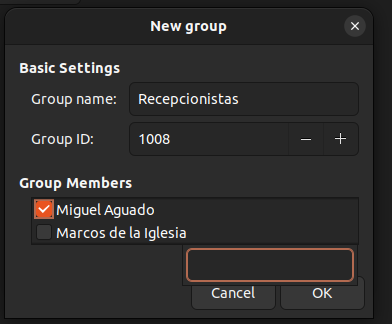 New group
Basic Settings
Group name: Recepcionistas
Group ID: 1008
Group Members
Miguel Aguado
Marcos de la Iglesia
Cancel OK